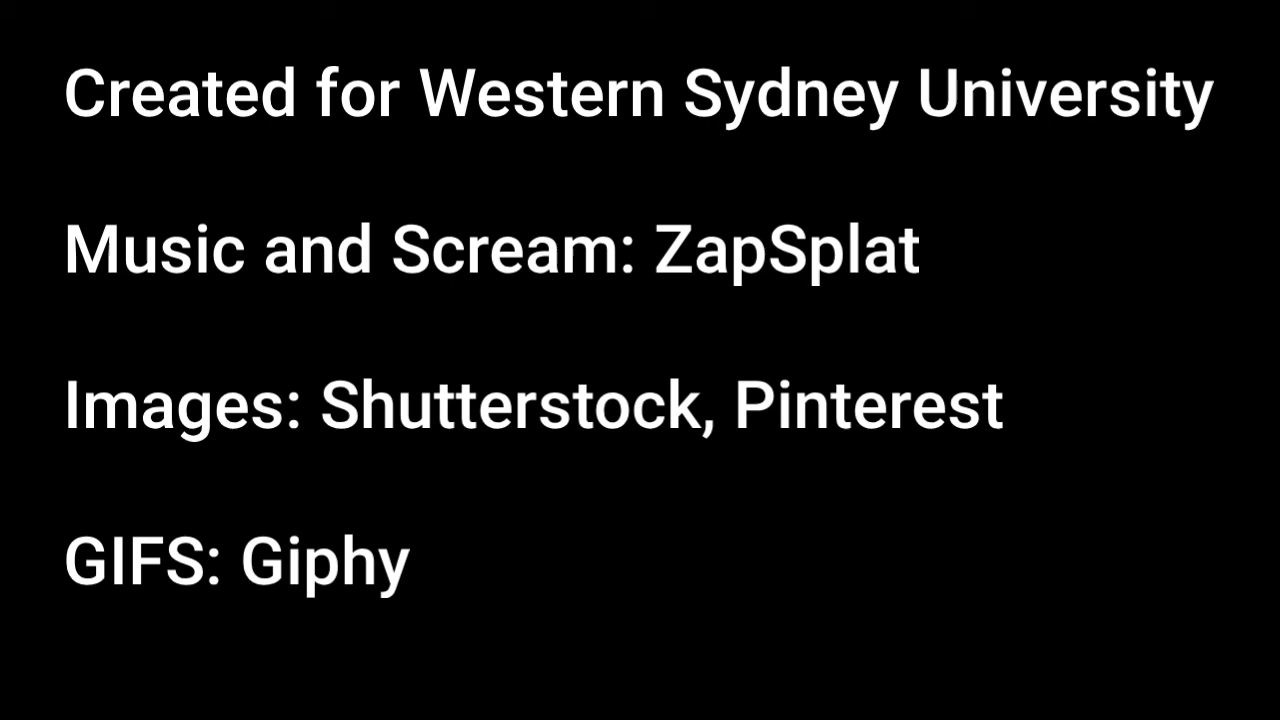 Created for Western Sydney University
Music and Scream: ZapSplat
Images: Shutterstock, Pinterest
GIFS: Giphy